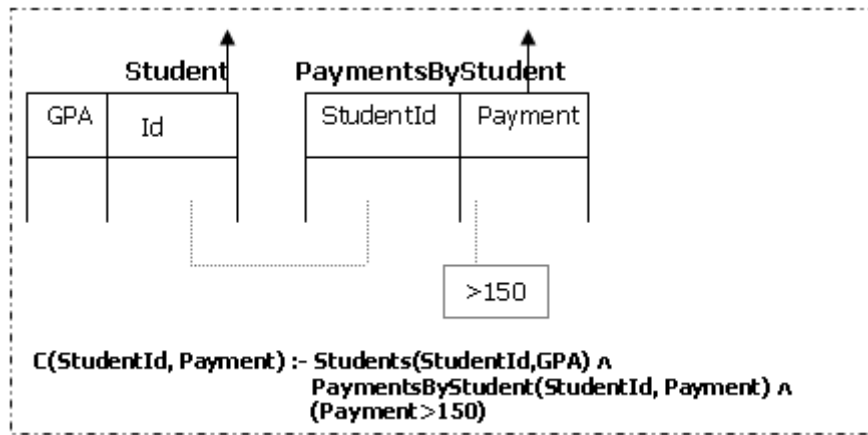 Student PaymentsByStudent
GPA Id StudentId Payment
>150
C(StudentId, Payment) :- Students(StudentId,GPA) ∧
PaymentsByStudent(StudentId, Payment) ∧
(Payment>150)